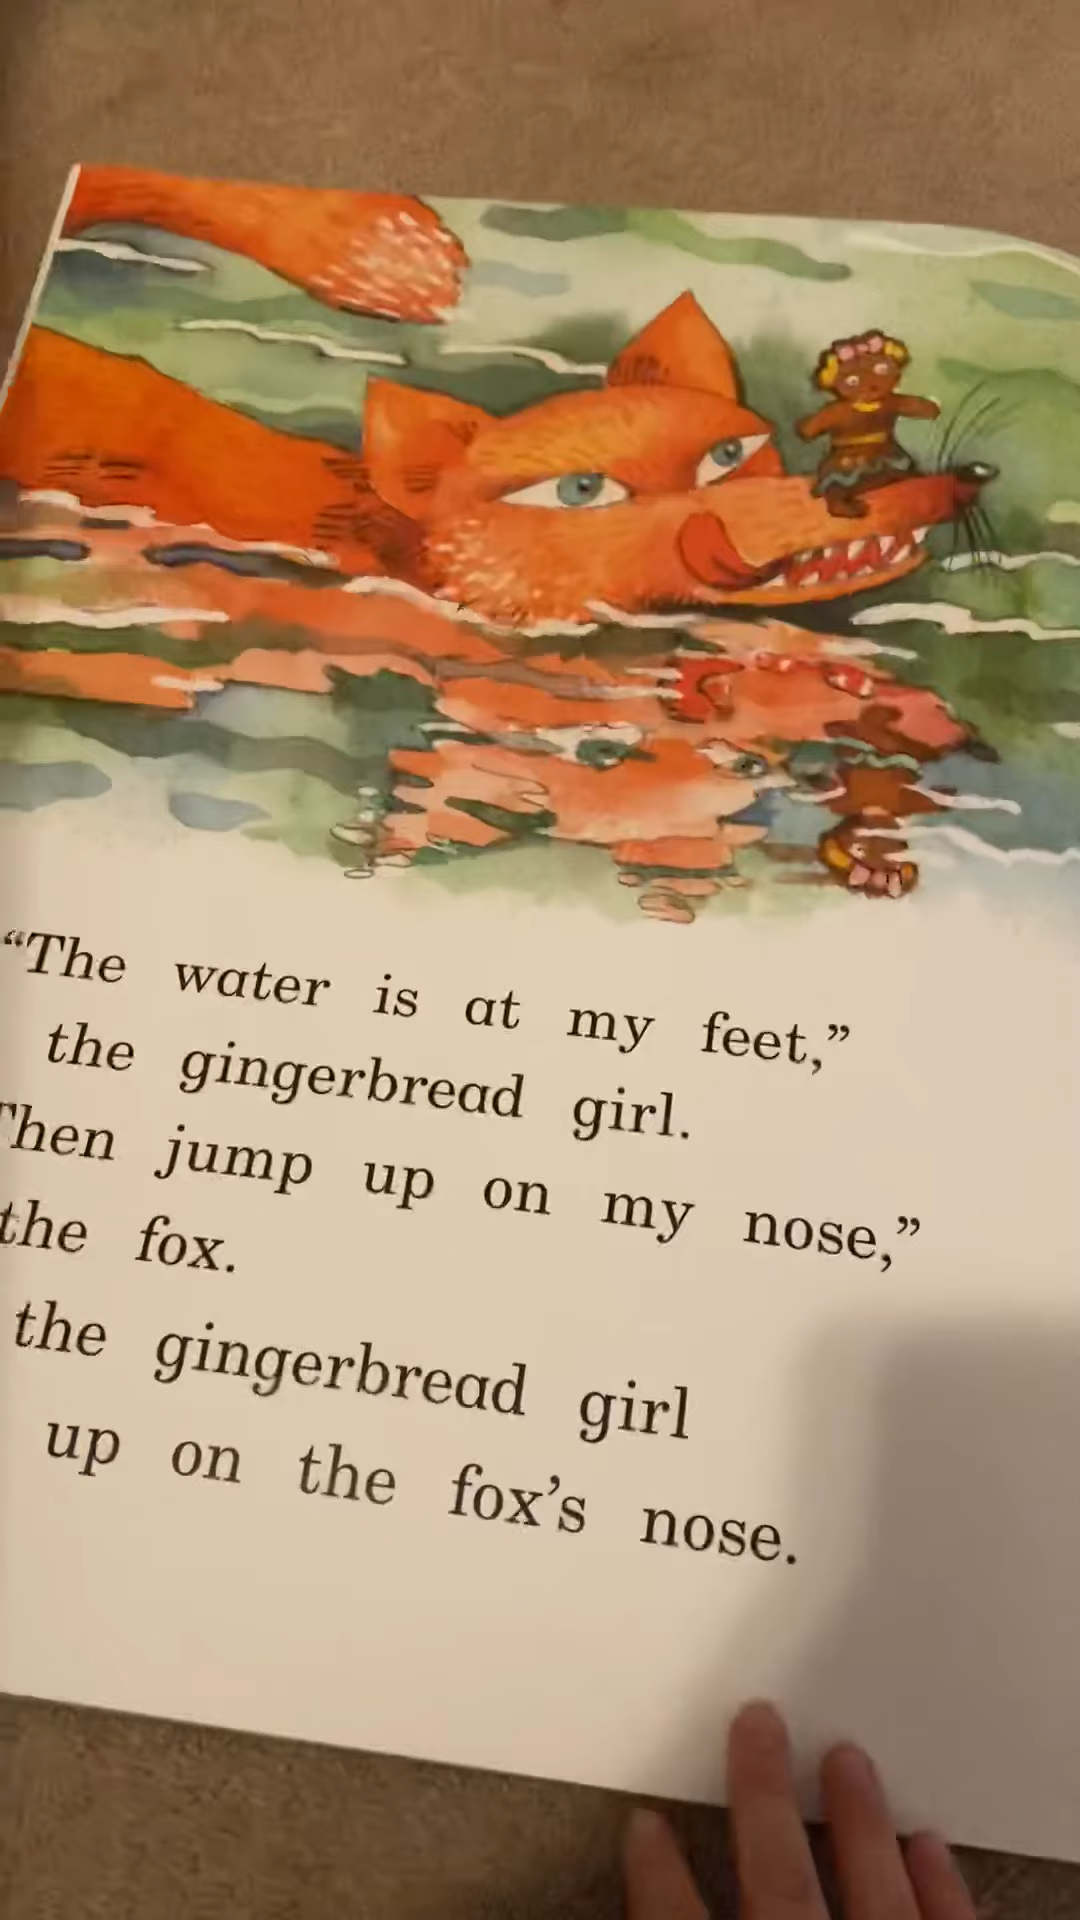 “The water is at my feet,”
the gingerbread girl.
Then jump up on my nose,”
the fox.
the gingerbread girl
up on the fox’s nose.